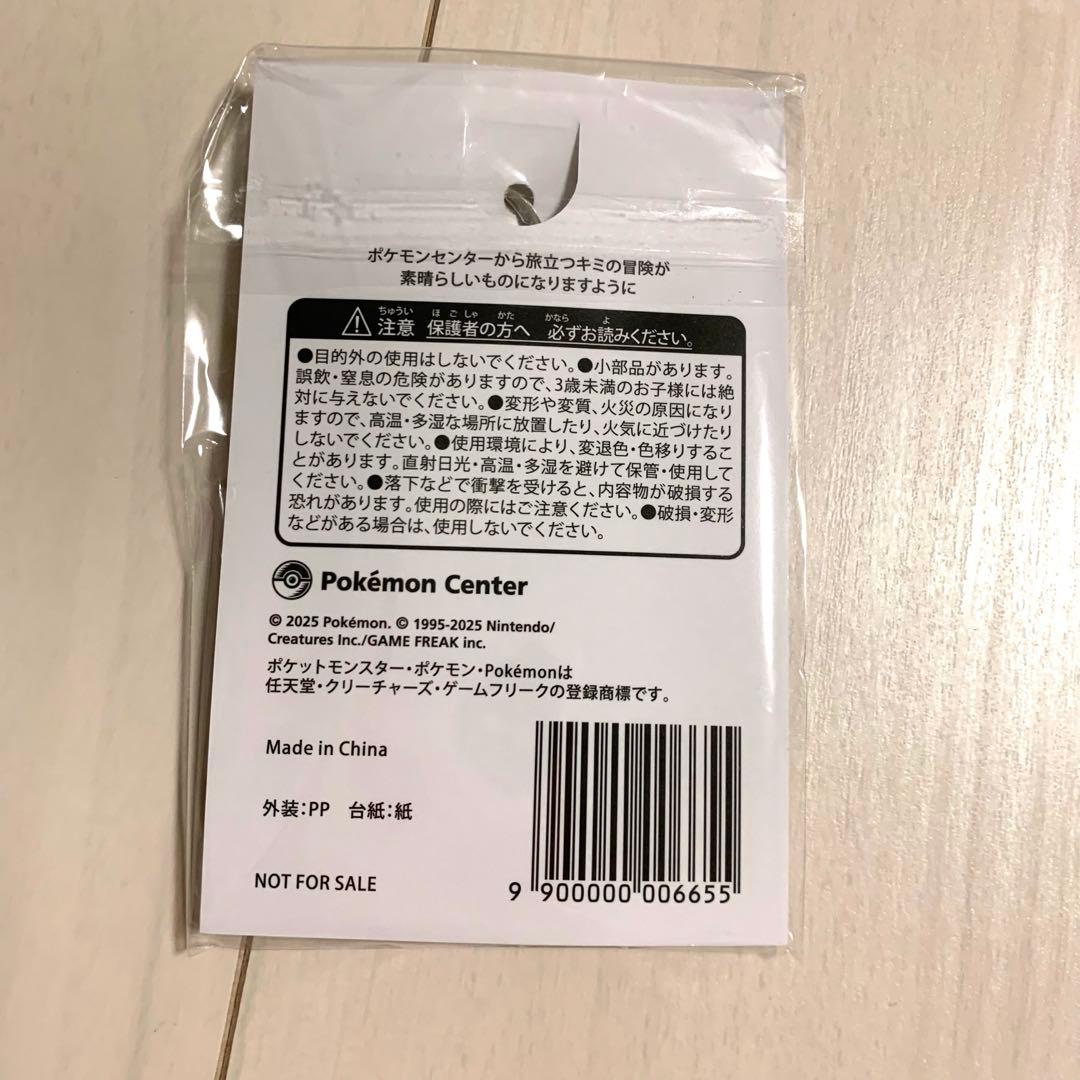 ポケモンセンターから旅立つキミの冒険が
素晴らしいものになりますように
ちゅうい ほごしゃ かた かなら よ
注意 保護者の方へ 必ずお読みください。
●目的外の使用はしないでください。●小部品があります。
誤飲・窒息の危険がありますので、3歳未満のお子様には絶
対に与えないでください。●変形や変質、火災の原因になり
ますので、高温・多湿な場所に放置したり、火気に近づけたり
しないでください。●使用環境により、変退色・色移りするこ
とがあります。直射日光・高温・多湿を避けて保管・使用して
ください。●落下などで衝撃を受けると、内容物が破損する
恐れがあります。使用の際にはご注意ください。●破損・変形
などがある場合は、使用しないでください。
Pokémon Center
© 2025 Pokémon. © 1995-2025 Nintendo/
Creatures Inc./GAME FREAK inc.
ポケットモンスター・ポケモン・Pokémonは
任天堂・クリーチャーズ・ゲームフリークの登録商標です。
Made in China
外装:PP 台紙:紙
NOT FOR SALE
9 900000 006655